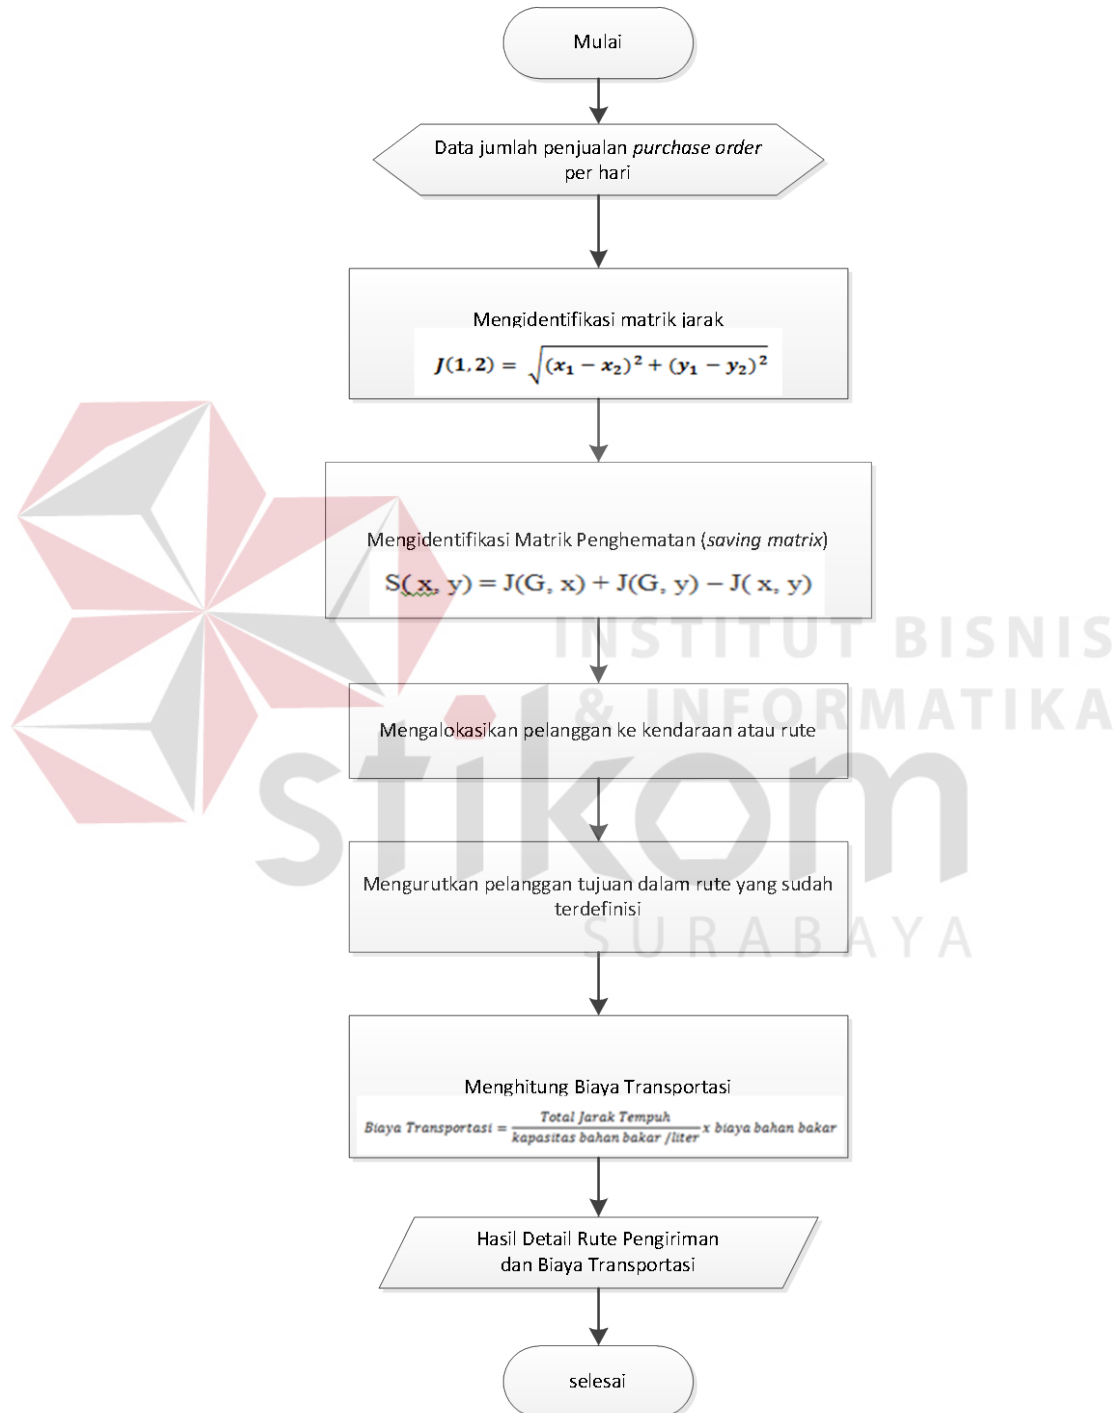 Mulai
Data jumlah penjualan purchase order
per hari
Mengidentifikasi matrik jarak
J(1,2) = √(x₁ − x₂)² + (y₁ − y₂)²
Mengidentifikasi Matrik Penghematan (saving matrix)
S( x, y) = J(G, x) + J(G, y) − J( x, y)
INSTITUT BISNIS
& INFORMATIKA
Mengalokasikan pelanggan ke kendaraan atau rute
stikom
Mengurutkan pelanggan tujuan dalam rute yang sudah
terdefinisi
SURABAYA
Menghitung Biaya Transportasi
Biaya Transportasi = Total Jarak Tempuh / kapasitas bahan bakar /liter x biaya bahan bakar
Hasil Detail Rute Pengiriman
dan Biaya Transportasi
selesai